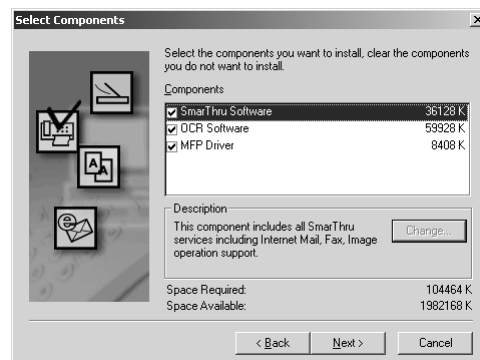 Select Components
Select the components you want to install, clear the components
you do not want to install.
Components
SmarThru Software 36128 K
OCR Software 59928 K
MFP Driver 8408 K
Description
This component includes all SmarThru
services including Internet Mail, Fax, Image
operation support.
Change...
Space Required: 104464 K
Space Available: 1982168 K
< Back Next > Cancel